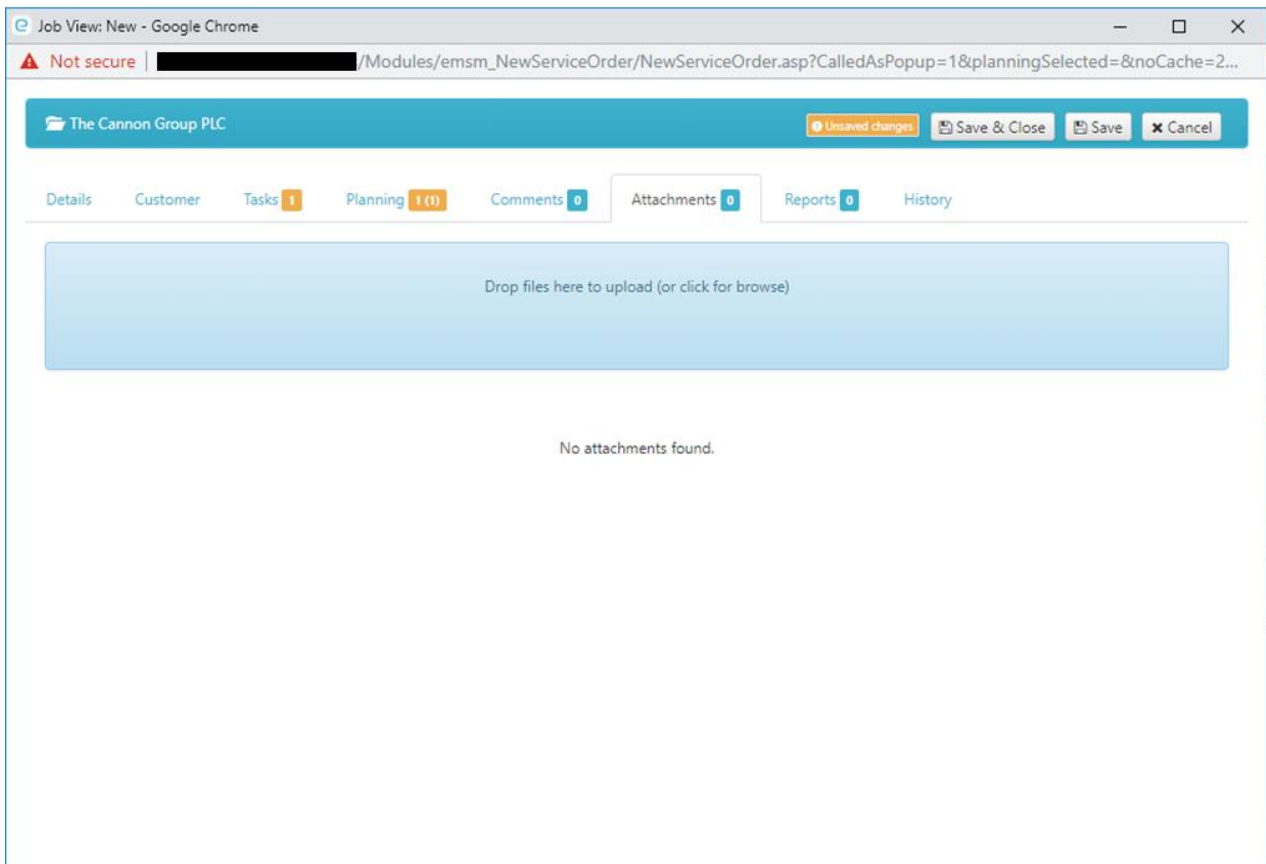 Job View: New - Google Chrome
Not secure | /Modules/emsm_NewServiceOrder/NewServiceOrder.asp?CalledAsPopup=1&planningSelected=&noCache=2...
The Cannon Group PLC Unsaved changes Save & Close Save Cancel
Details Customer Tasks 1 Planning 1 (1) Comments 0 Attachments 0 Reports 0 History
Drop files here to upload (or click for browse)
No attachments found.